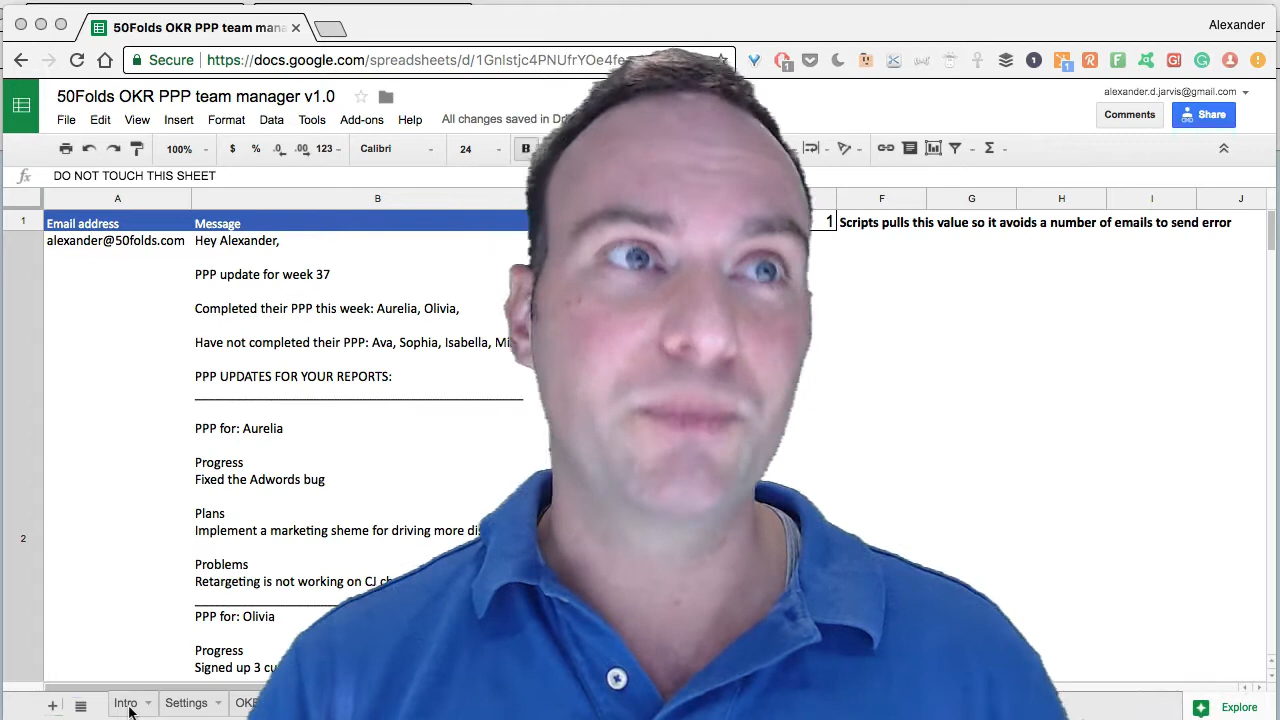 50Folds OKR PPP team mana
Alexander
Secure https://docs.google.com/spreadsheets/d/1Gnlstjc4PNUfrYOe4fe
50Folds OKR PPP team manager v1.0
alexander.d.jarvis@gmail.com
File Edit View Insert Format Data Tools Add-ons Help All changes saved in Dri
Comments Share
100% $ % .0 .00 123 Calibri 24 B Σ
fx DO NOT TOUCH THIS SHEET
A B F G H I J
1 Email address Message 1 Scripts pulls this value so it avoids a number of emails to send error
alexander@50folds.com Hey Alexander,
PPP update for week 37
Completed their PPP this week: Aurelia, Olivia,
Have not completed their PPP: Ava, Sophia, Isabella, Mi
PPP UPDATES FOR YOUR REPORTS:
PPP for: Aurelia
Progress
Fixed the Adwords bug
Plans
Implement a marketing sheme for driving more dis
2
Problems
Retargeting is not working on CJ ch
PPP for: Olivia
Progress
Signed up 3 cu
Intro Settings OKR
Explore